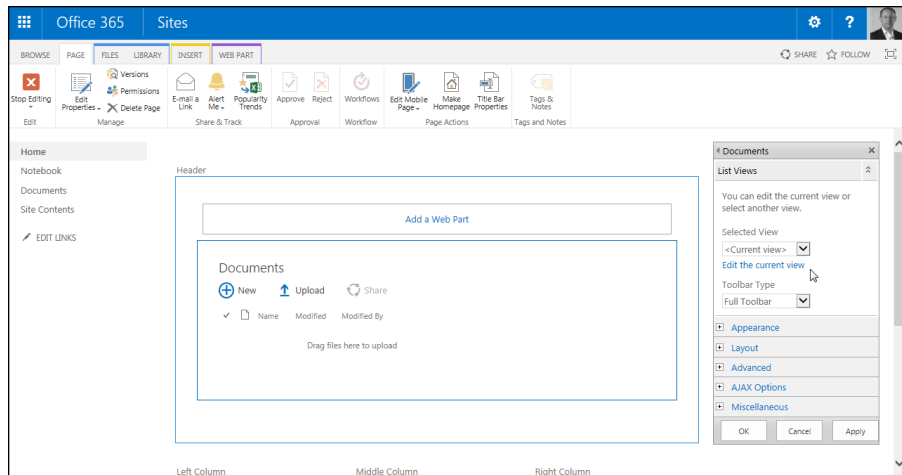 Office 365 Sites ?
BROWSE PAGE FILES LIBRARY INSERT WEB PART SHARE FOLLOW
Stop Editing
Edit
Edit Properties
Versions
Permissions
Delete Page
Manage
E-mail a Link
Alert Me
Popularity Trends
Share & Track
Approve
Reject
Approval
Workflows
Workflow
Edit Mobile Page
Make Homepage
Title Bar Properties
Page Actions
Tags & Notes
Tags and Notes
Home
Notebook
Documents
Site Contents
EDIT LINKS
Header
Add a Web Part
Documents
New Upload Share
Name Modified Modified By
Drag files here to upload
Left Column Middle Column Right Column
Documents
List Views
You can edit the current view or
select another view.
Selected View
<Current view>
Edit the current view
Toolbar Type
Full Toolbar
Appearance
Layout
Advanced
AJAX Options
Miscellaneous
OK Cancel Apply